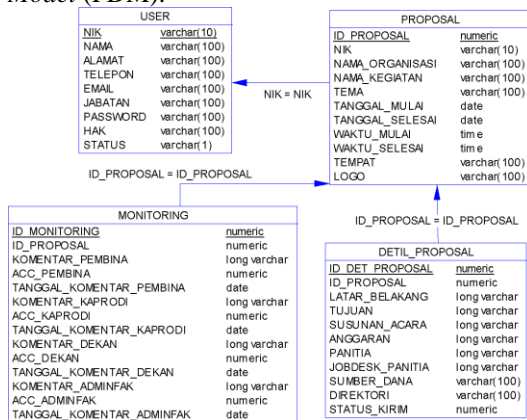 Model (PDM).
USER
NIK varchar(10)
NAMA varchar(100)
ALAMAT varchar(100)
TELEPON varchar(100)
EMAIL varchar(100)
JABATAN varchar(100)
PASSWORD varchar(100)
HAK varchar(100)
STATUS varchar(1)
NIK = NIK
PROPOSAL
ID_PROPOSAL numeric
NIK varchar(10)
NAMA_ORGANISASI varchar(100)
NAMA_KEGIATAN varchar(100)
TEMA varchar(100)
TANGGAL_MULAI date
TANGGAL_SELESAI date
WAKTU_MULAI time
WAKTU_SELESAI time
TEMPAT varchar(100)
LOGO varchar(100)
ID_PROPOSAL = ID_PROPOSAL
MONITORING
ID_MONITORING numeric
ID_PROPOSAL numeric
KOMENTAR_PEMBINA long varchar
ACC_PEMBINA numeric
TANGGAL_KOMENTAR_PEMBINA date
KOMENTAR_KAPRODI long varchar
ACC_KAPRODI numeric
TANGGAL_KOMENTAR_KAPRODI date
KOMENTAR_DEKAN long varchar
ACC_DEKAN numeric
TANGGAL_KOMENTAR_DEKAN date
KOMENTAR_ADMINFAK long varchar
ACC_ADMINFAK numeric
TANGGAL_KOMENTAR_ADMINFAK date
ID_PROPOSAL = ID_PROPOSAL
DETIL_PROPOSAL
ID_DET_PROPOSAL numeric
ID_PROPOSAL numeric
LATAR_BELAKANG long varchar
TUJUAN long varchar
SUSUNAN_ACARA long varchar
ANGGARAN long varchar
PANITIA long varchar
JOBDESK_PANITIA long varchar
SUMBER_DANA varchar(100)
DIREKTORI varchar(100)
STATUS_KIRIM numeric